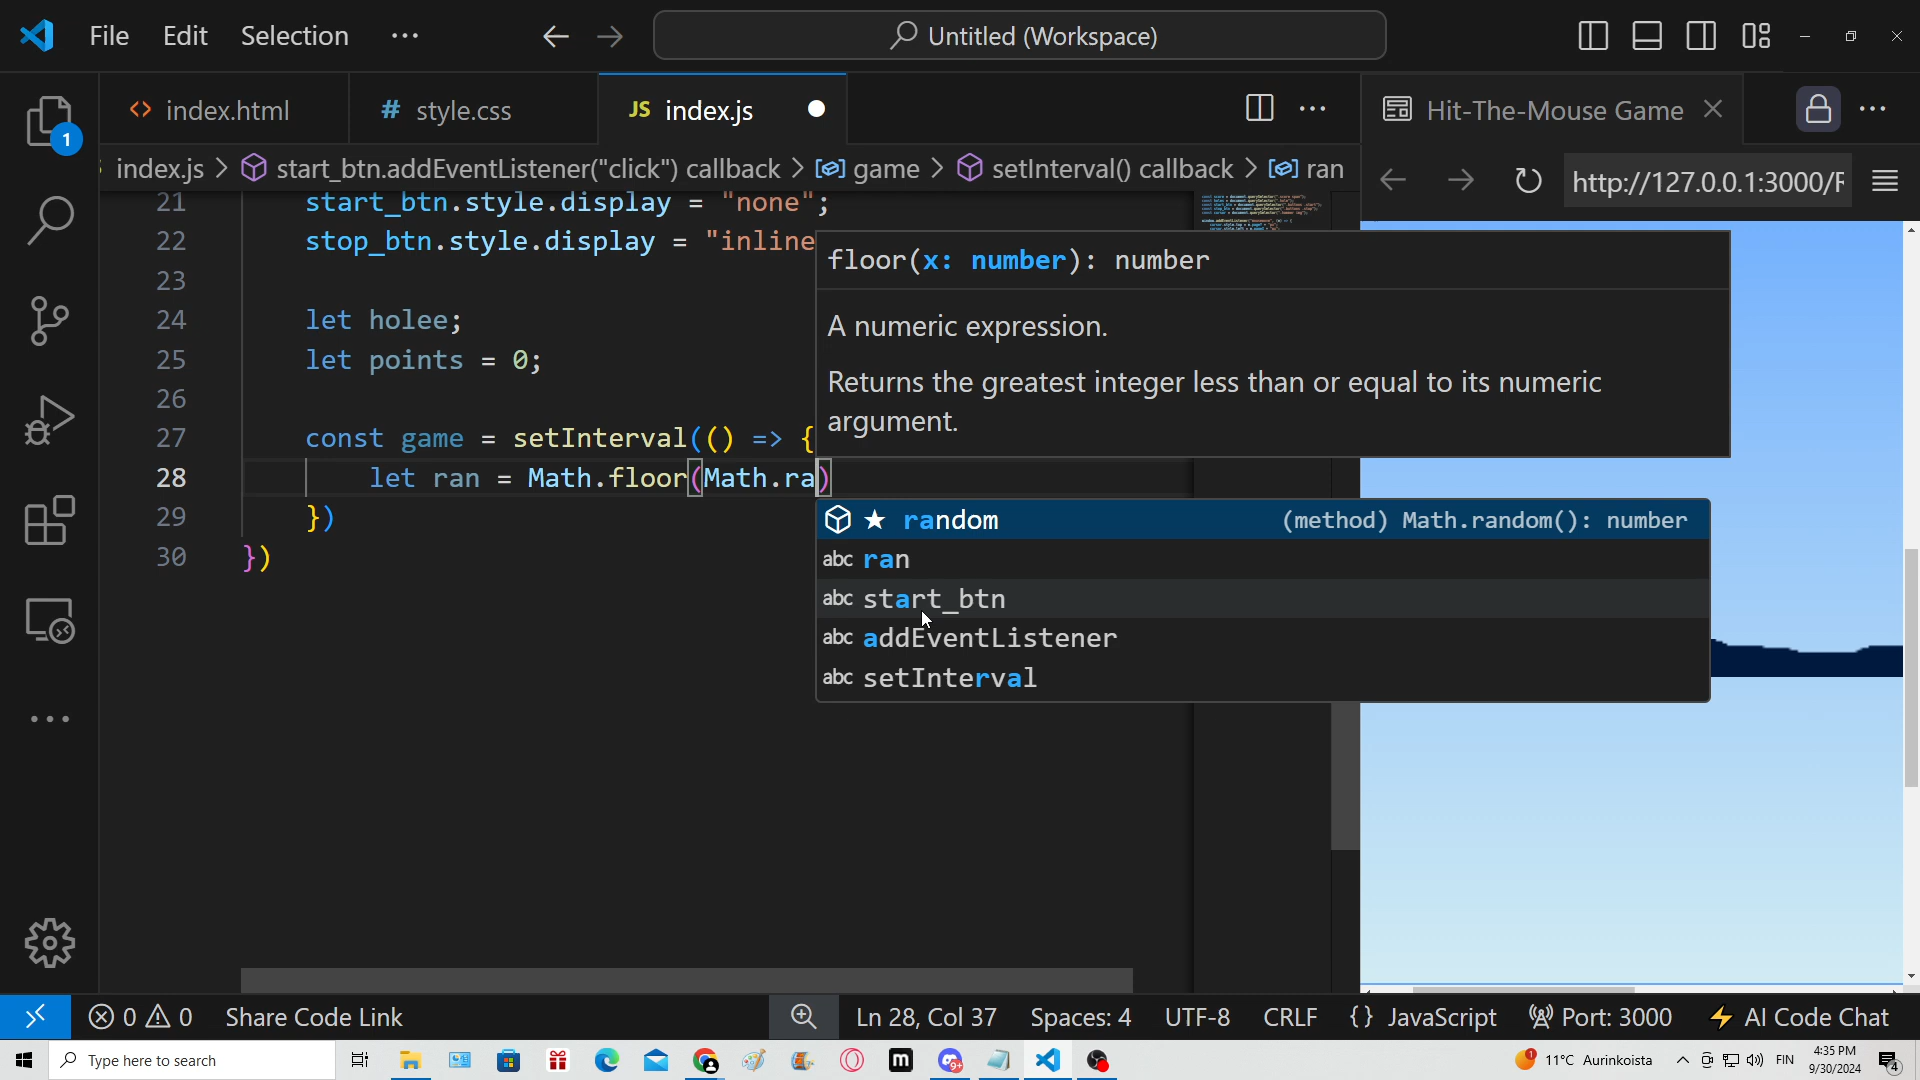 File Edit Selection ··· Untitled (Workspace)
index.html
# style.css
JS index.js
Hit-The-Mouse Game
index.js > start_btn.addEventListener("click") callback > game > setInterval() callback > ran
http://127.0.0.1:3000/F
21 start_btn.style.display = "none";
22 stop_btn.style.display = "inline
23
24 let holee;
25 let points = 0;
26
27 const game = setInterval(() => {
28 let ran = Math.floor(Math.ra)
29 })
30 })
floor(x: number): number
A numeric expression.
Returns the greatest integer less than or equal to its numeric
argument.
random (method) Math.random(): number
abc ran
abc start_btn
abc addEventListener
abc setInterval
1
0 0 Share Code Link Ln 28, Col 37 Spaces: 4 UTF-8 CRLF {} JavaScript Port: 3000 AI Code Chat
Type here to search
m
9+
1
11°C Aurinkoista
FIN
4:35 PM
9/30/2024
4